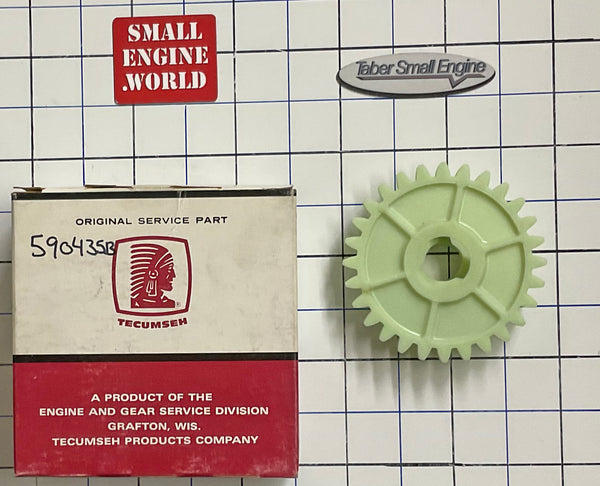 SMALL
ENGINE
.WORLD
Taber Small Engine
ORIGINAL SERVICE PART
590435B
TECUMSEH
A PRODUCT OF THE
ENGINE AND GEAR SERVICE DIVISION
GRAFTON, WIS.
TECUMSEH PRODUCTS COMPANY